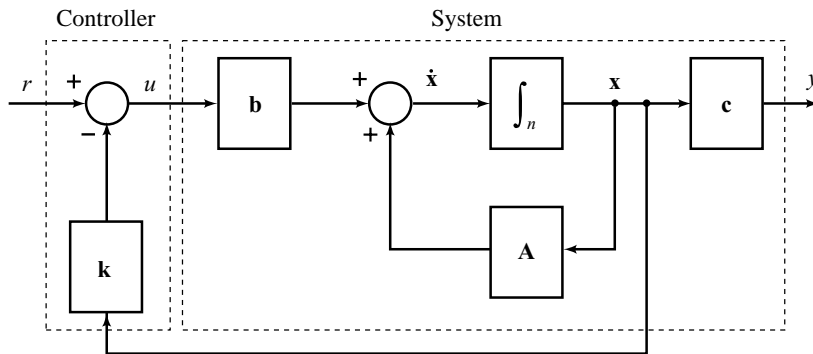 Controller System
r + u b + ẋ ∫n x c y
− +
k A